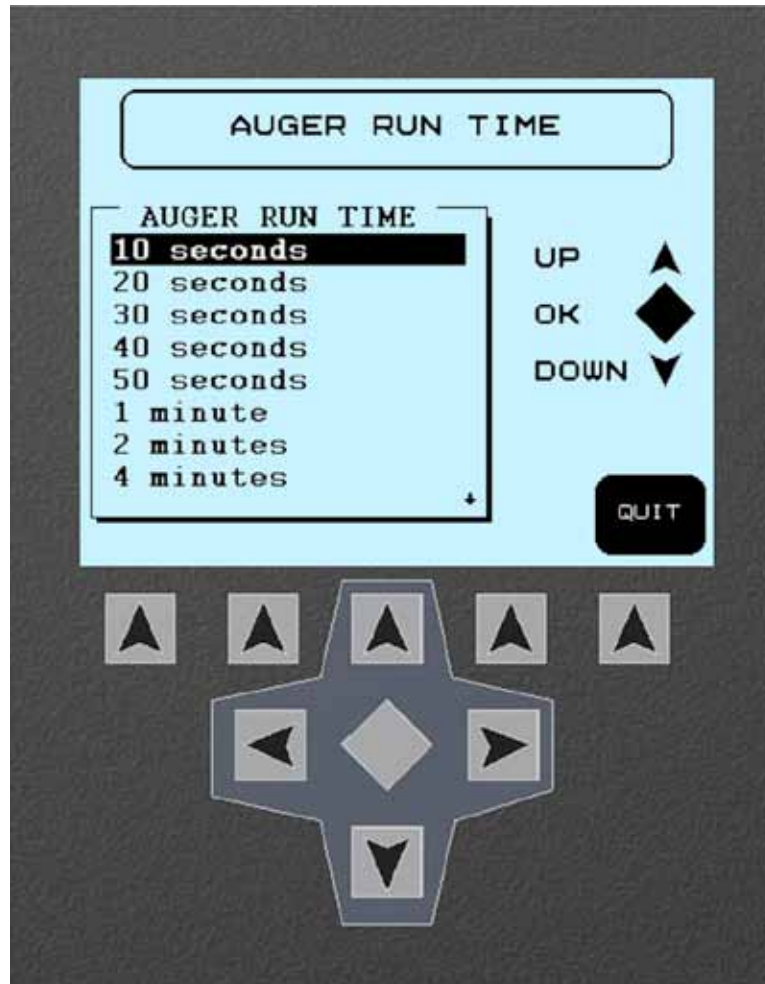 AUGER RUN TIME
AUGER RUN TIME
10 seconds
20 seconds
30 seconds
40 seconds
50 seconds
1 minute
2 minutes
4 minutes
UP
OK
DOWN
QUIT